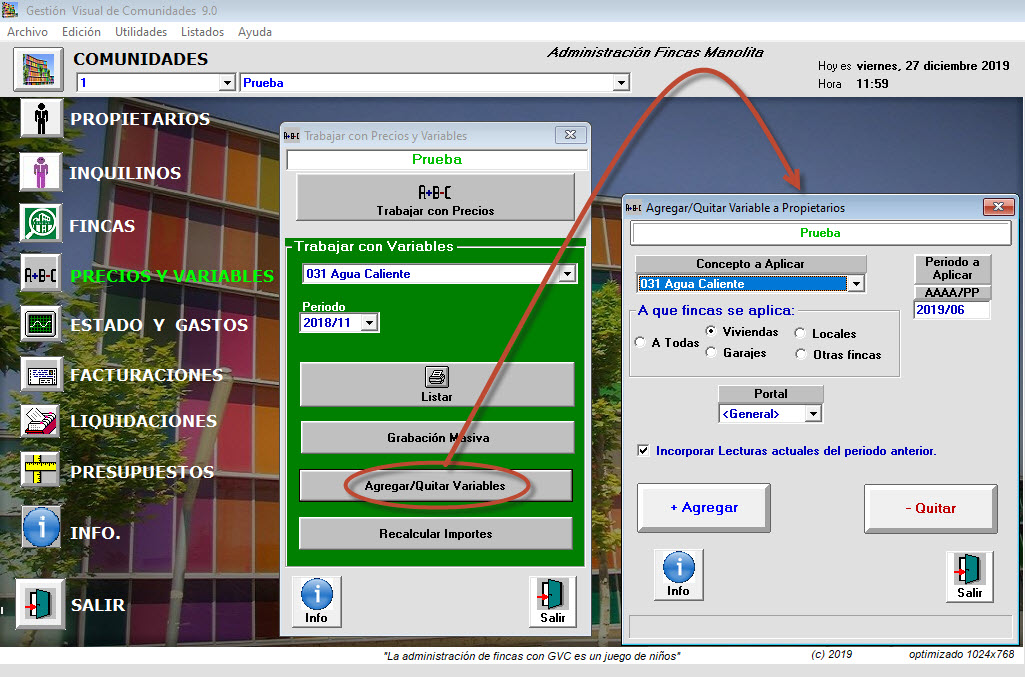 Gestión Visual de Comunidades 9.0
Archivo Edición Utilidades Listados Ayuda
COMUNIDADES
1
Prueba
Administración Fincas Manolita
Hoy es viernes, 27 diciembre 2019
Hora 11:59
PROPIETARIOS
INQUILINOS
FINCAS
A+B-C
PRECIOS Y VARIABLES
ESTADO Y GASTOS
FACTURACIONES
LIQUIDACIONES
PRESUPUESTOS
INFO.
SALIR
A+B-C Trabajar con Precios y Variables
Prueba
A+B-C
Trabajar con Precios
Trabajar con Variables
031 Agua Caliente
Periodo
2018/11
Listar
Grabación Masiva
Agregar/Quitar Variables
Recalcular Importes
Info
Salir
A+B-C Agregar/Quitar Variable a Propietarios
Prueba
Concepto a Aplicar
031 Agua Caliente
Periodo a
Aplicar
AAAA/PP
2019/06
A que fincas se aplica:
A Todas
Viviendas
Locales
Garajes
Otras fincas
Portal
<General>
Incorporar Lecturas actuales del periodo anterior.
+ Agregar
- Quitar
Info
Salir
"La administración de fincas con GVC es un juego de niños"
(c) 2019
optimizado 1024x768